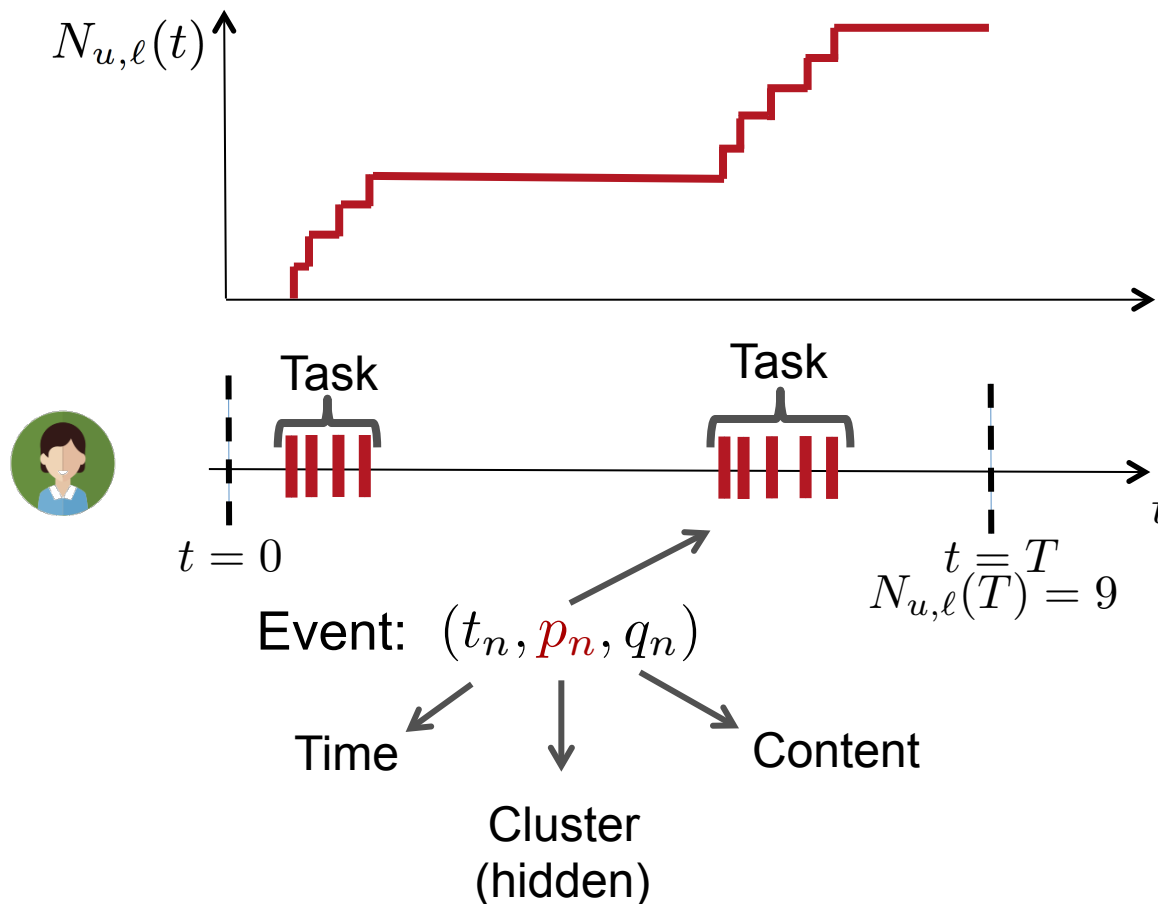 N_{u,ℓ}(t)
Task
Task
t
t = 0
t = T
N_{u,ℓ}(T) = 9
Event: (t_n, p_n, q_n)
Time
Content
Cluster
(hidden)